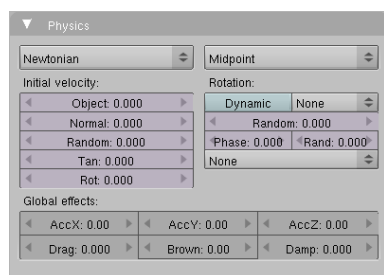 Physics
Newtonian Midpoint
Initial velocity: Rotation:
Object: 0.000 Dynamic None
Normal: 0.000 Random: 0.000
Random: 0.000 Phase: 0.000 Rand: 0.000
Tan: 0.000 None
Rot: 0.000
Global effects:
AccX: 0.00 AccY: 0.00 AccZ: 0.00
Drag: 0.000 Brown: 0.00 Damp: 0.000